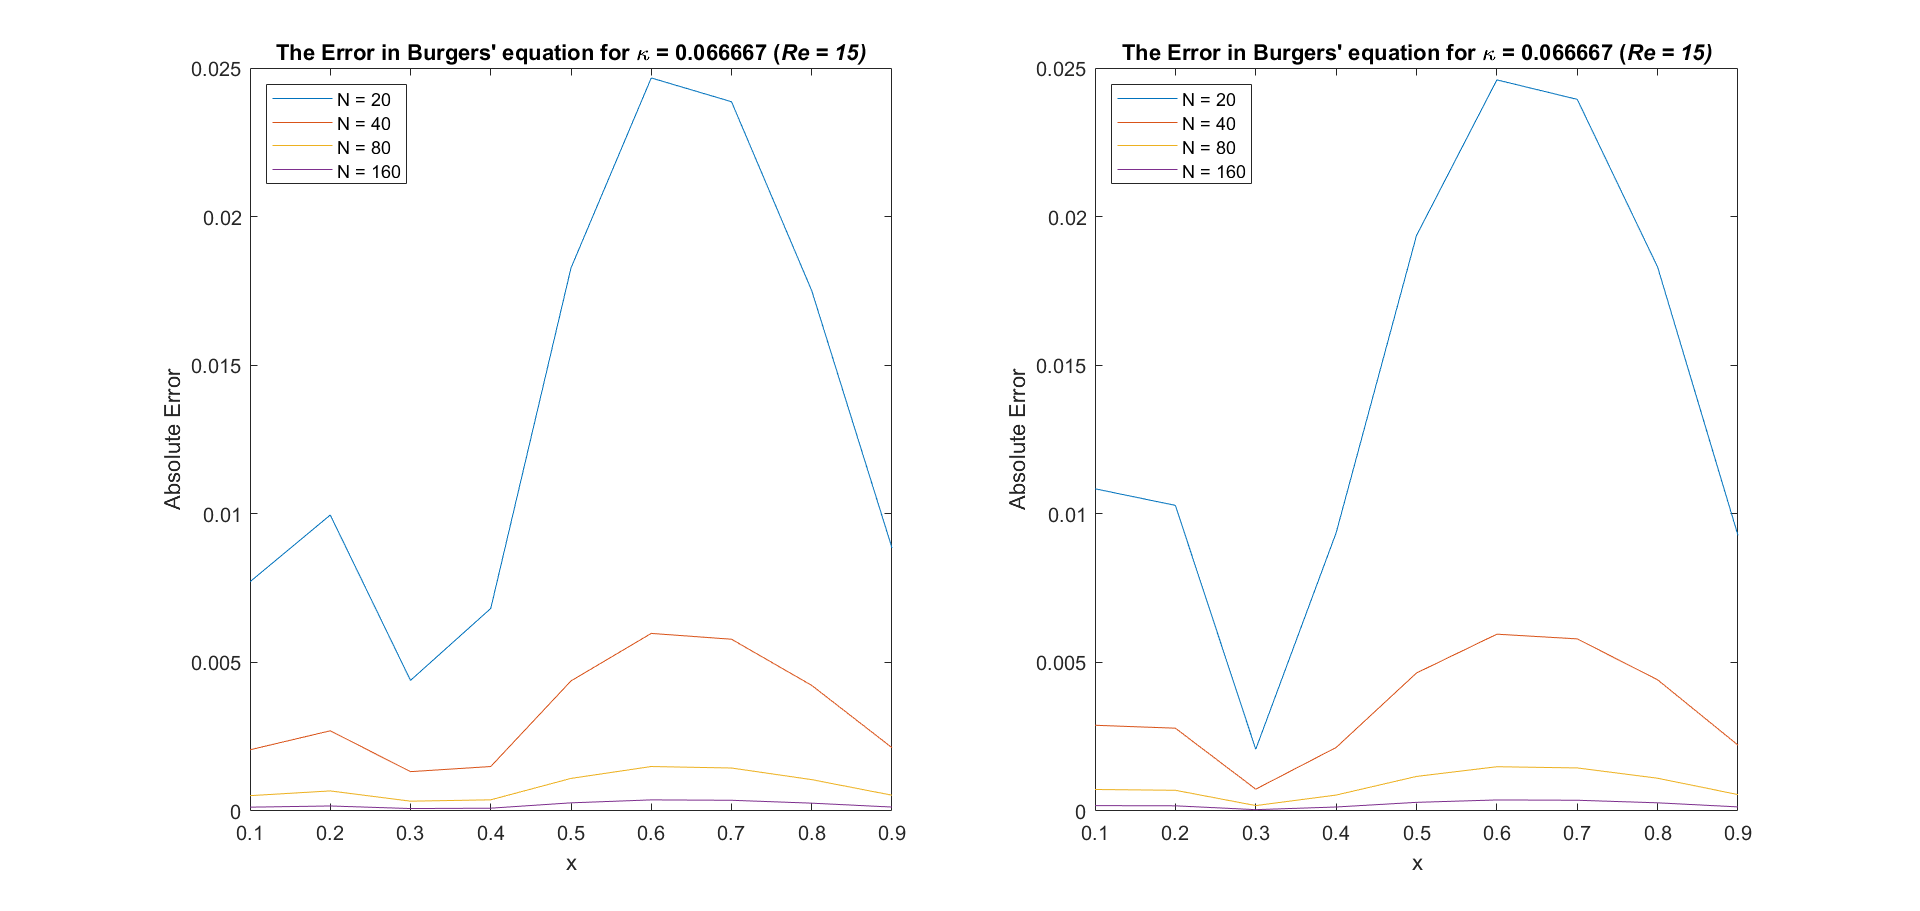 The Error in Burgers' equation for κ = 0.066667 (Re = 15)
0.025
0.02
0.015
0.01
0.005
0
Absolute Error
N = 20
N = 40
N = 80
N = 160
0.1 0.2 0.3 0.4 0.5 0.6 0.7 0.8 0.9
x
The Error in Burgers' equation for κ = 0.066667 (Re = 15)
0.025
0.02
0.015
0.01
0.005
0
Absolute Error
N = 20
N = 40
N = 80
N = 160
0.1 0.2 0.3 0.4 0.5 0.6 0.7 0.8 0.9
x